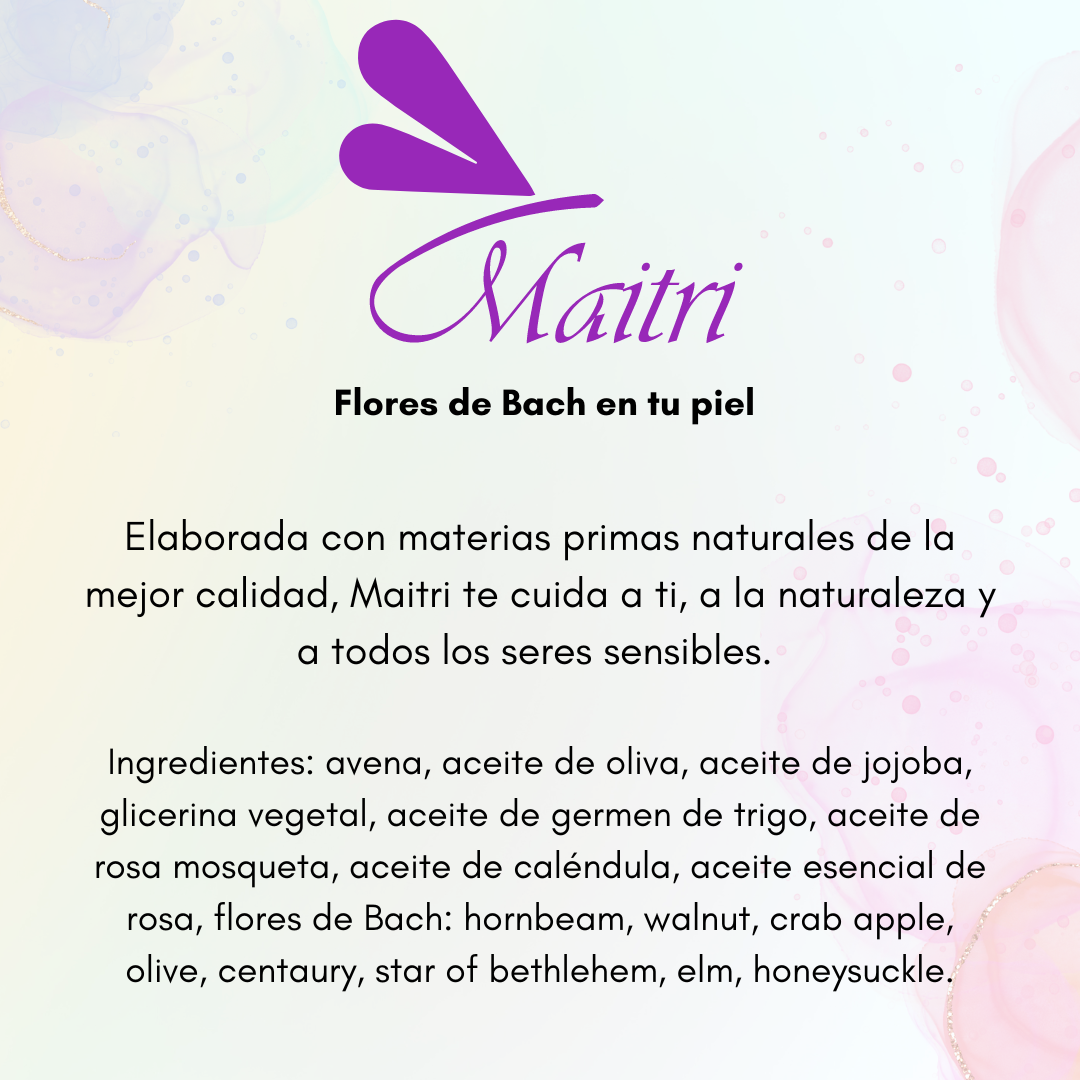 Maitri
Flores de Bach en tu piel
Elaborada con materias primas naturales de la
mejor calidad, Maitri te cuida a ti, a la naturaleza y
a todos los seres sensibles.
Ingredientes: avena, aceite de oliva, aceite de jojoba,
glicerina vegetal, aceite de germen de trigo, aceite de
rosa mosqueta, aceite de caléndula, aceite esencial de
rosa, flores de Bach: hornbeam, walnut, crab apple,
olive, centaury, star of bethlehem, elm, honeysuckle.